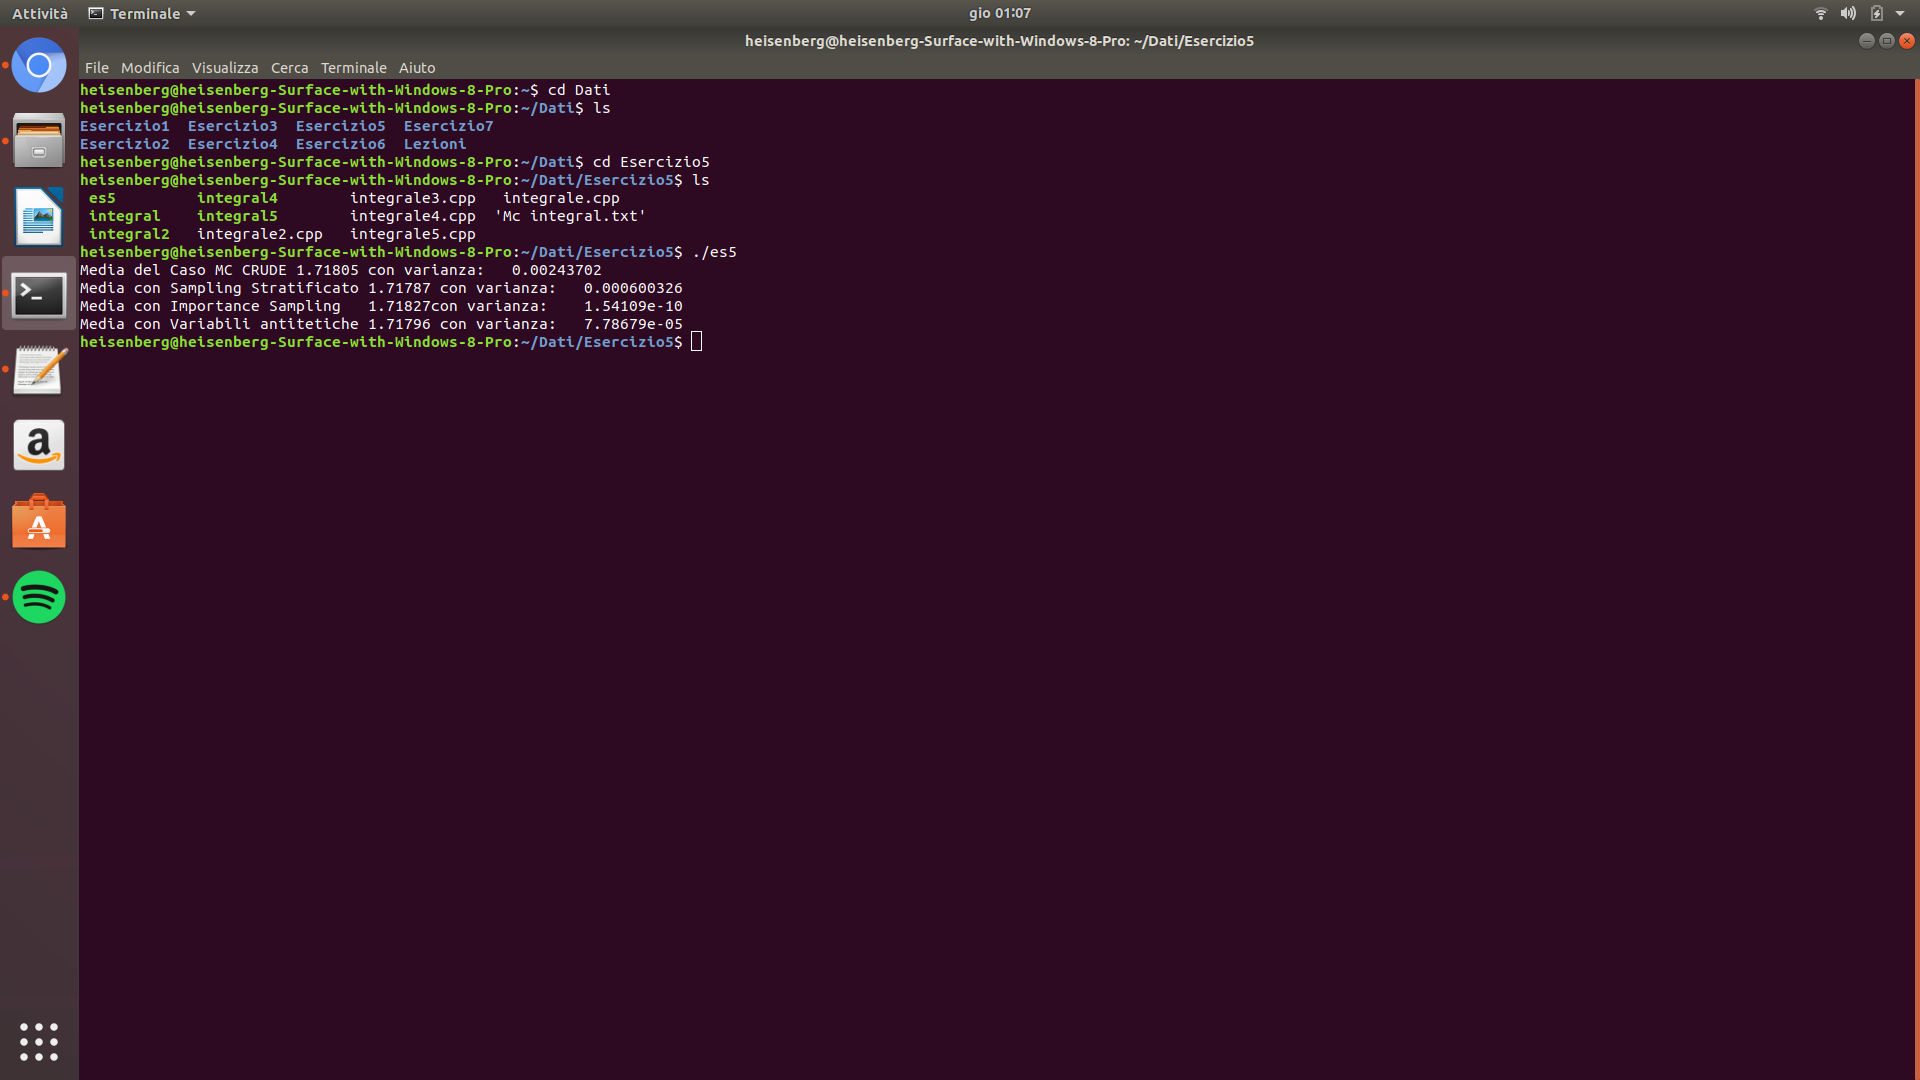 Attività Terminale gio 01:07
heisenberg@heisenberg-Surface-with-Windows-8-Pro: ~/Dati/Esercizio5
File Modifica Visualizza Cerca Terminale Aiuto
heisenberg@heisenberg-Surface-with-Windows-8-Pro:~$ cd Dati
heisenberg@heisenberg-Surface-with-Windows-8-Pro:~/Dati$ ls
Esercizio1 Esercizio3 Esercizio5 Esercizio7
Esercizio2 Esercizio4 Esercizio6 Lezioni
heisenberg@heisenberg-Surface-with-Windows-8-Pro:~/Dati$ cd Esercizio5
heisenberg@heisenberg-Surface-with-Windows-8-Pro:~/Dati/Esercizio5$ ls
es5 integral4 integrale3.cpp integrale.cpp
integral integral5 integrale4.cpp 'Mc integral.txt'
integral2 integrale2.cpp integrale5.cpp
heisenberg@heisenberg-Surface-with-Windows-8-Pro:~/Dati/Esercizio5$ ./es5
Media del Caso MC CRUDE 1.71805 con varianza: 0.00243702
Media con Sampling Stratificato 1.71787 con varianza: 0.000600326
Media con Importance Sampling 1.71827con varianza: 1.54109e-10
Media con Variabili antitetiche 1.71796 con varianza: 7.78679e-05
heisenberg@heisenberg-Surface-with-Windows-8-Pro:~/Dati/Esercizio5$